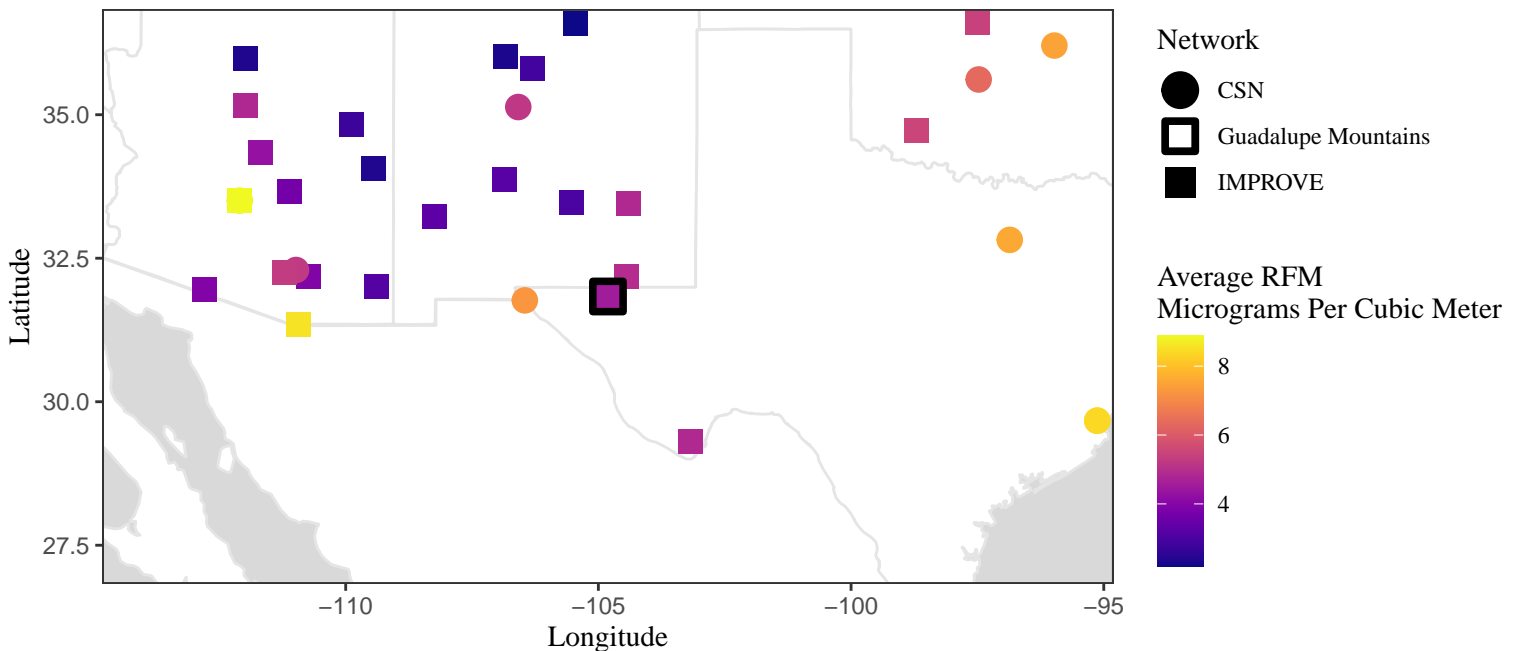 35.0
32.5
30.0
27.5
Latitude
−110
−105
−100
−95
Longitude
Network
CSN
Guadalupe Mountains
IMPROVE
Average RFM
Micrograms Per Cubic Meter
8
6
4